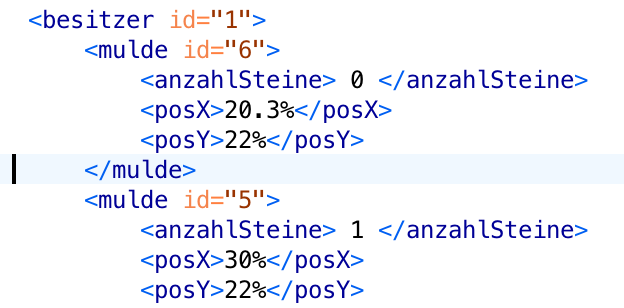 <besitzer id="1">
<mulde id="6">
<anzahlSteine> 0 </anzahlSteine>
<posX>20.3%</posX>
<posY>22%</posY>
</mulde>
<mulde id="5">
<anzahlSteine> 1 </anzahlSteine>
<posX>30%</posX>
<posY>22%</posY>